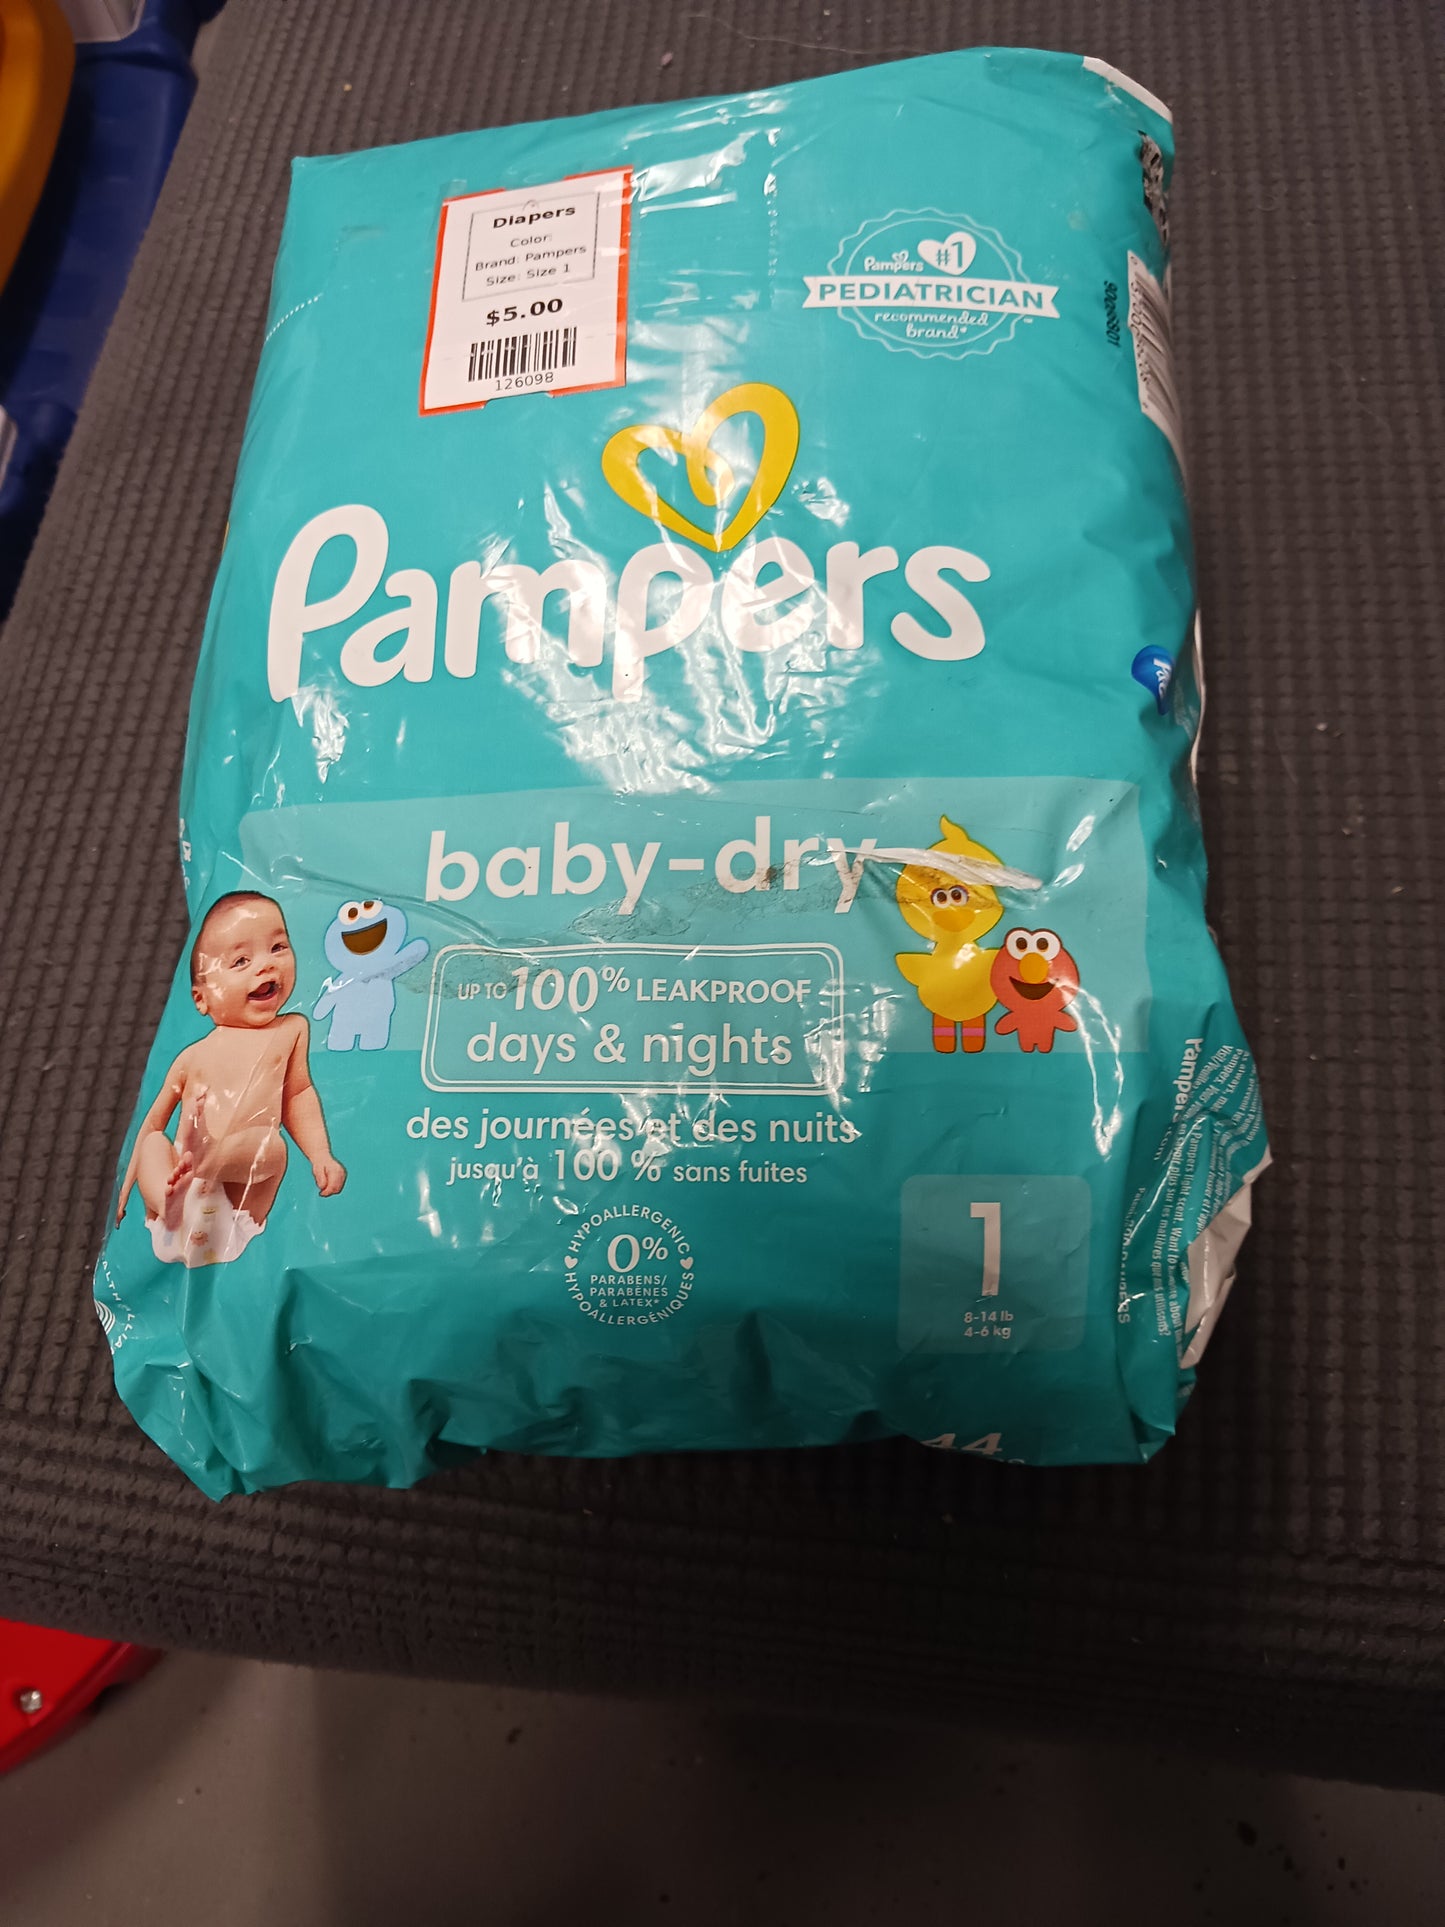 Diapers
Color:
Brand: Pampers
Size: Size 1
$5.00
126098
Pampers #1
PEDIATRICIAN
recommended
brand*
Pampers
baby-dry
UP TO 100% LEAKPROOF
days & nights
des journées et des nuits
jusqu'à 100 % sans fuites
HYPOALLERGENIC
0%
PARABENS/
PARABÈNES
& LATEX*
HYPOALLERGÉNIQUES
1
8-14 lb
4-6 kg
44